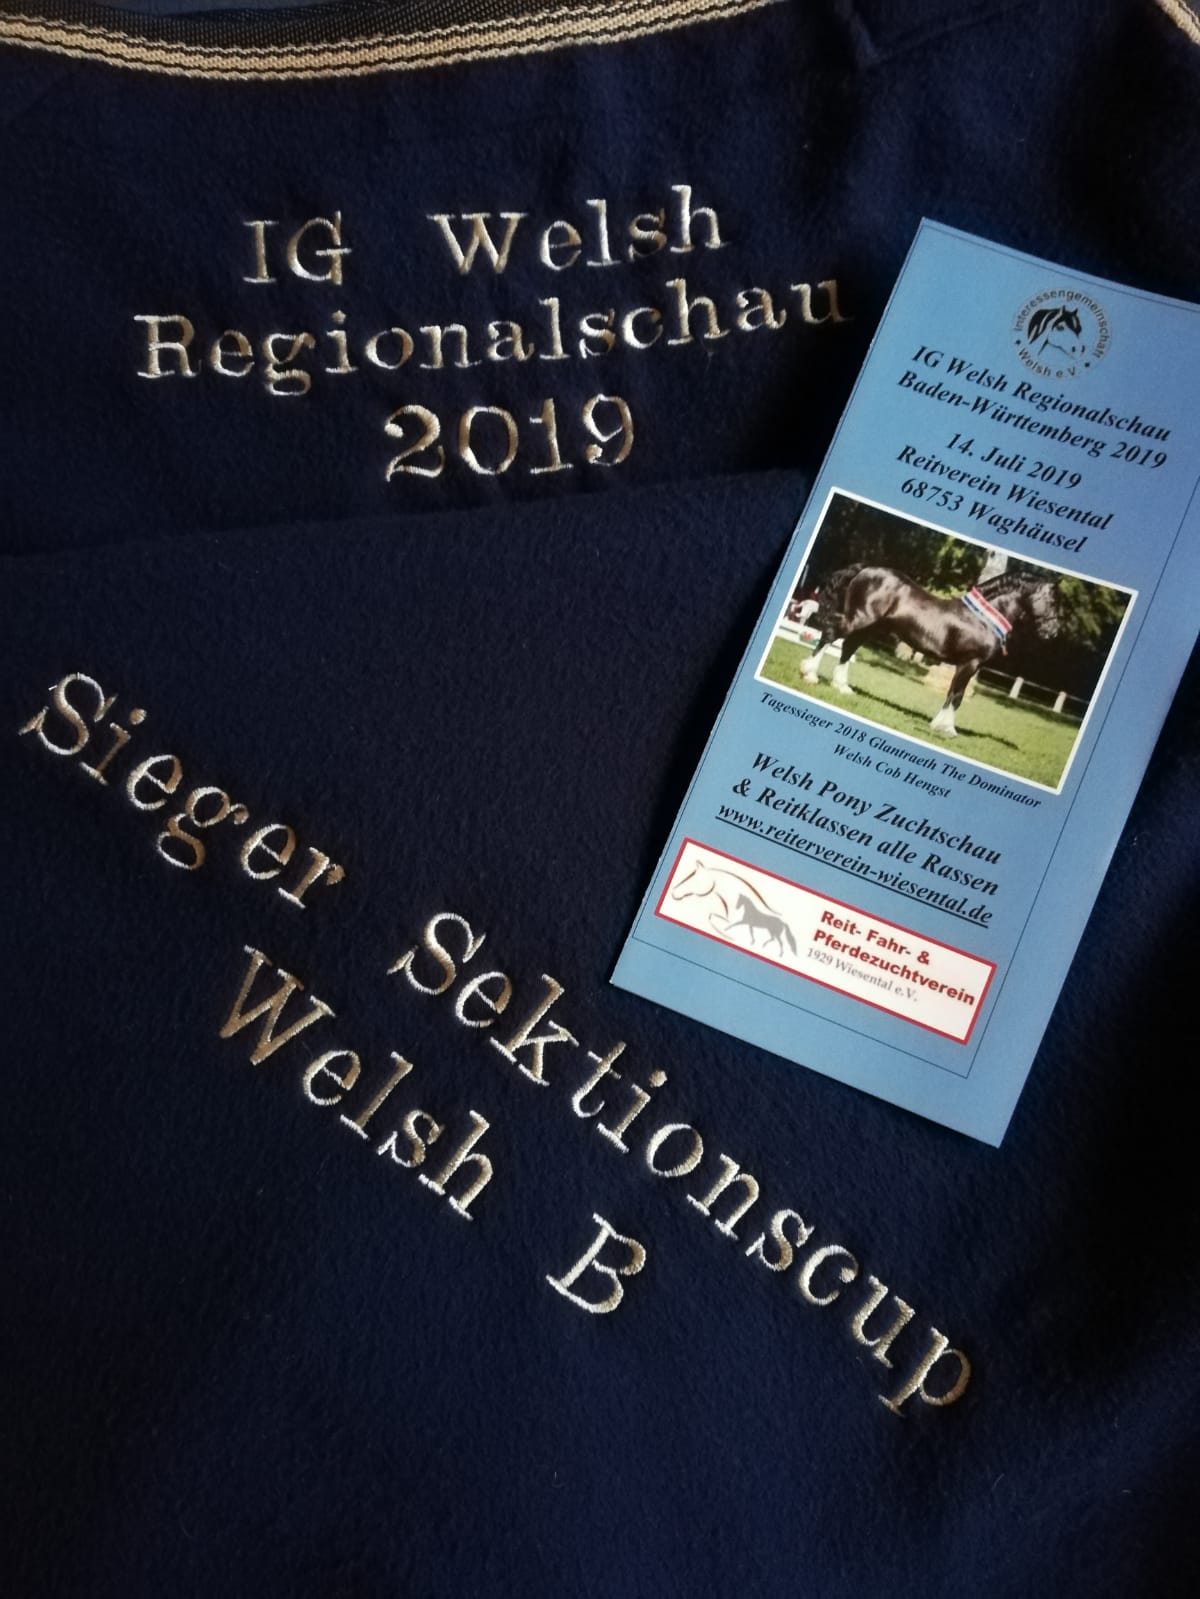 IG Welsh
Regionalschau
2019
Sieger Sektionscup
Welsh B
Interessengemeinschaft
• Welsh e.V. •
IG Welsh Regionalschau
Baden-Württemberg 2019
14. Juli 2019
Reitverein Wiesental
68753 Waghäusel
Tagessieger 2018 Glantraeth The Dominator
Welsh Cob Hengst
Welsh Pony Zuchtschau
& Reitklassen alle Rassen
www.reiterverein-wiesental.de
Reit- Fahr- &
Pferdezuchtverein
1929 Wiesental e.V.